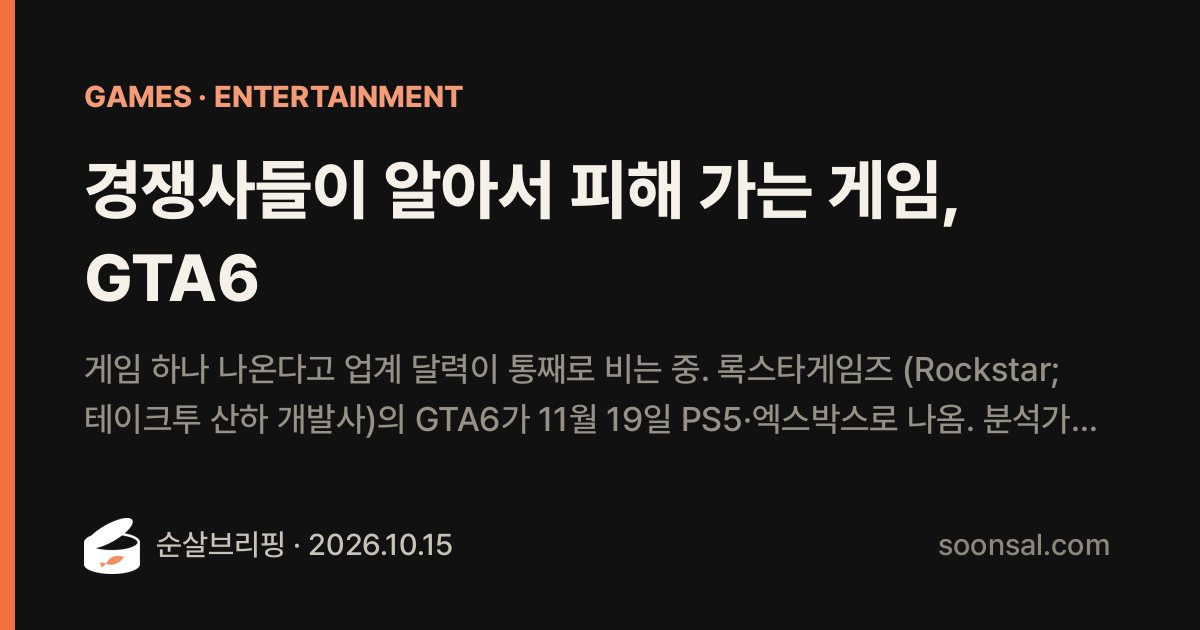 GAMES · ENTERTAINMENT
경쟁사들이 알아서 피해 가는 게임,
GTA6
게임 하나 나온다고 업계 달력이 통째로 비는 중. 록스타게임즈 (Rockstar;
테이크투 산하 개발사)의 GTA6가 11월 19일 PS5·엑스박스로 나옴. 분석가...
순살브리핑 · 2026.10.15
soonsal.com